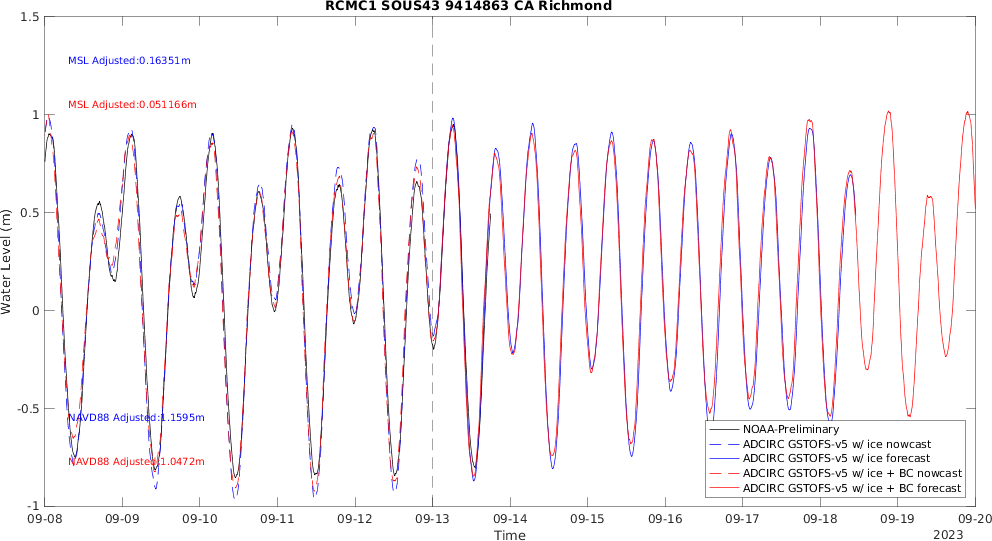 RCMC1 SOUS43 9414863 CA Richmond
1.5
1
0.5
0
-0.5
-1
Water Level (m)
MSL Adjusted:0.16351m
MSL Adjusted:0.051166m
NAVD88 Adjusted:1.1595m
NAVD88 Adjusted:1.0472m
NOAA-Preliminary
ADCIRC GSTOFS-v5 w/ ice nowcast
ADCIRC GSTOFS-v5 w/ ice forecast
ADCIRC GSTOFS-v5 w/ ice + BC nowcast
ADCIRC GSTOFS-v5 w/ ice + BC forecast
09-08 09-09 09-10 09-11 09-12 09-13 09-14 09-15 09-16 09-17 09-18 09-19 09-20
Time
2023